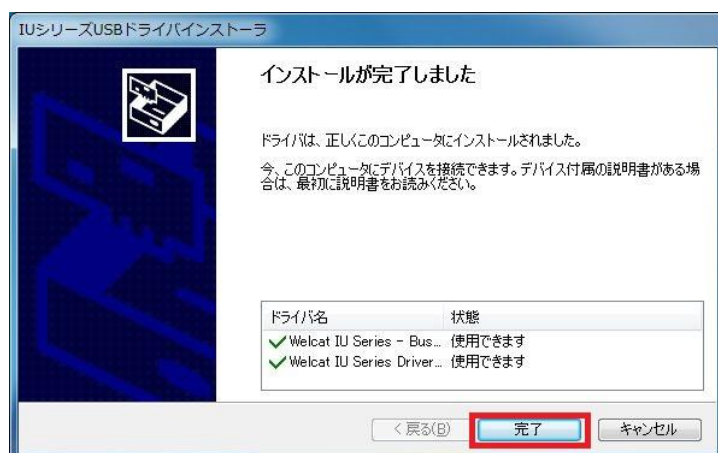 IUシリーズUSBドライバインストーラ
インストールが完了しました
ドライバは、正しくこのコンピュータにインストールされました。
今、このコンピュータにデバイスを接続できます。デバイス付属の説明書がある場
合は、最初に説明書をお読みください。
ドライバ名 状態
Welcat IU Series - Bus... 使用できます
Welcat IU Series Driver... 使用できます
< 戻る(B) 完了 キャンセル